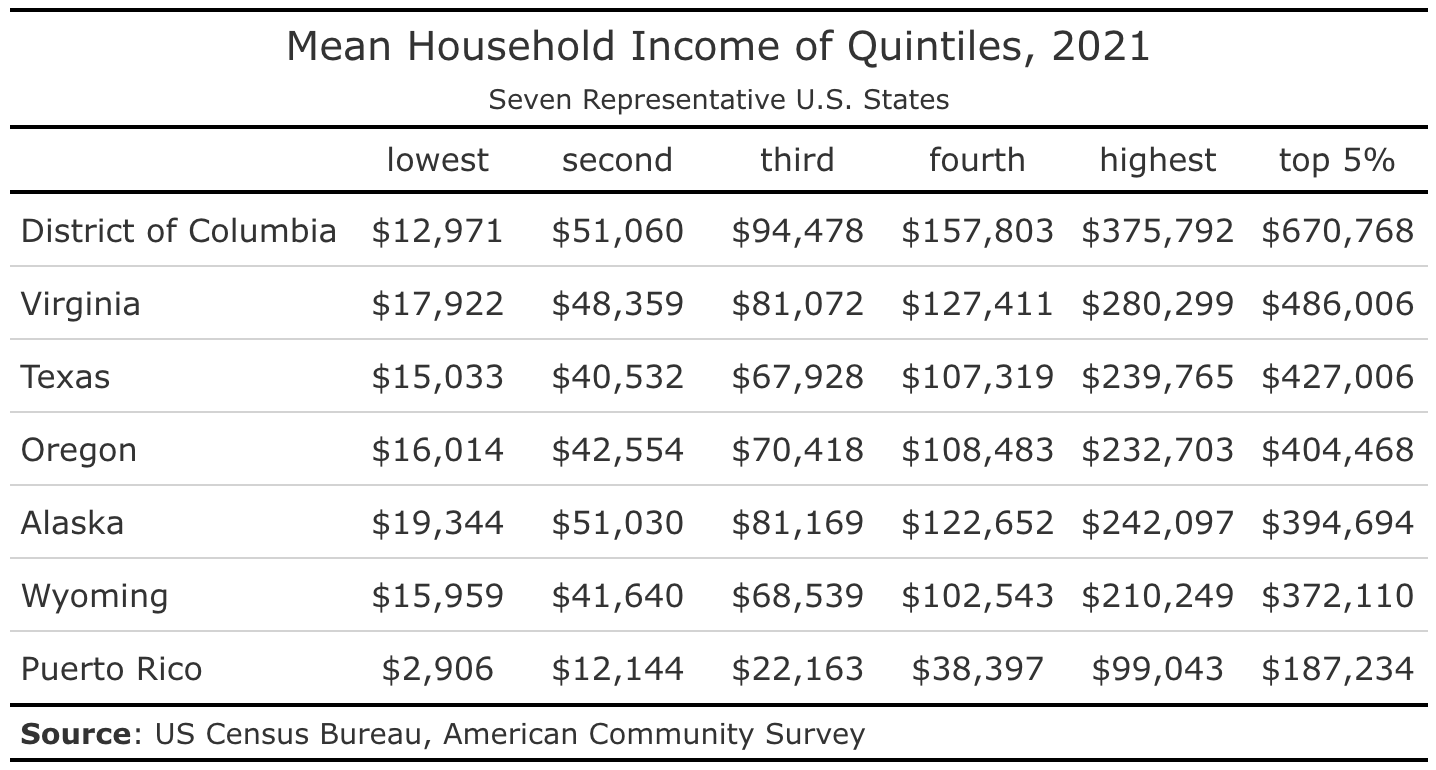 Mean Household Income of Quintiles, 2021
Seven Representative U.S. States
lowest second third fourth highest top 5%
District of Columbia $12,971 $51,060 $94,478 $157,803 $375,792 $670,768
Virginia $17,922 $48,359 $81,072 $127,411 $280,299 $486,006
Texas $15,033 $40,532 $67,928 $107,319 $239,765 $427,006
Oregon $16,014 $42,554 $70,418 $108,483 $232,703 $404,468
Alaska $19,344 $51,030 $81,169 $122,652 $242,097 $394,694
Wyoming $15,959 $41,640 $68,539 $102,543 $210,249 $372,110
Puerto Rico $2,906 $12,144 $22,163 $38,397 $99,043 $187,234
Source: US Census Bureau, American Community Survey